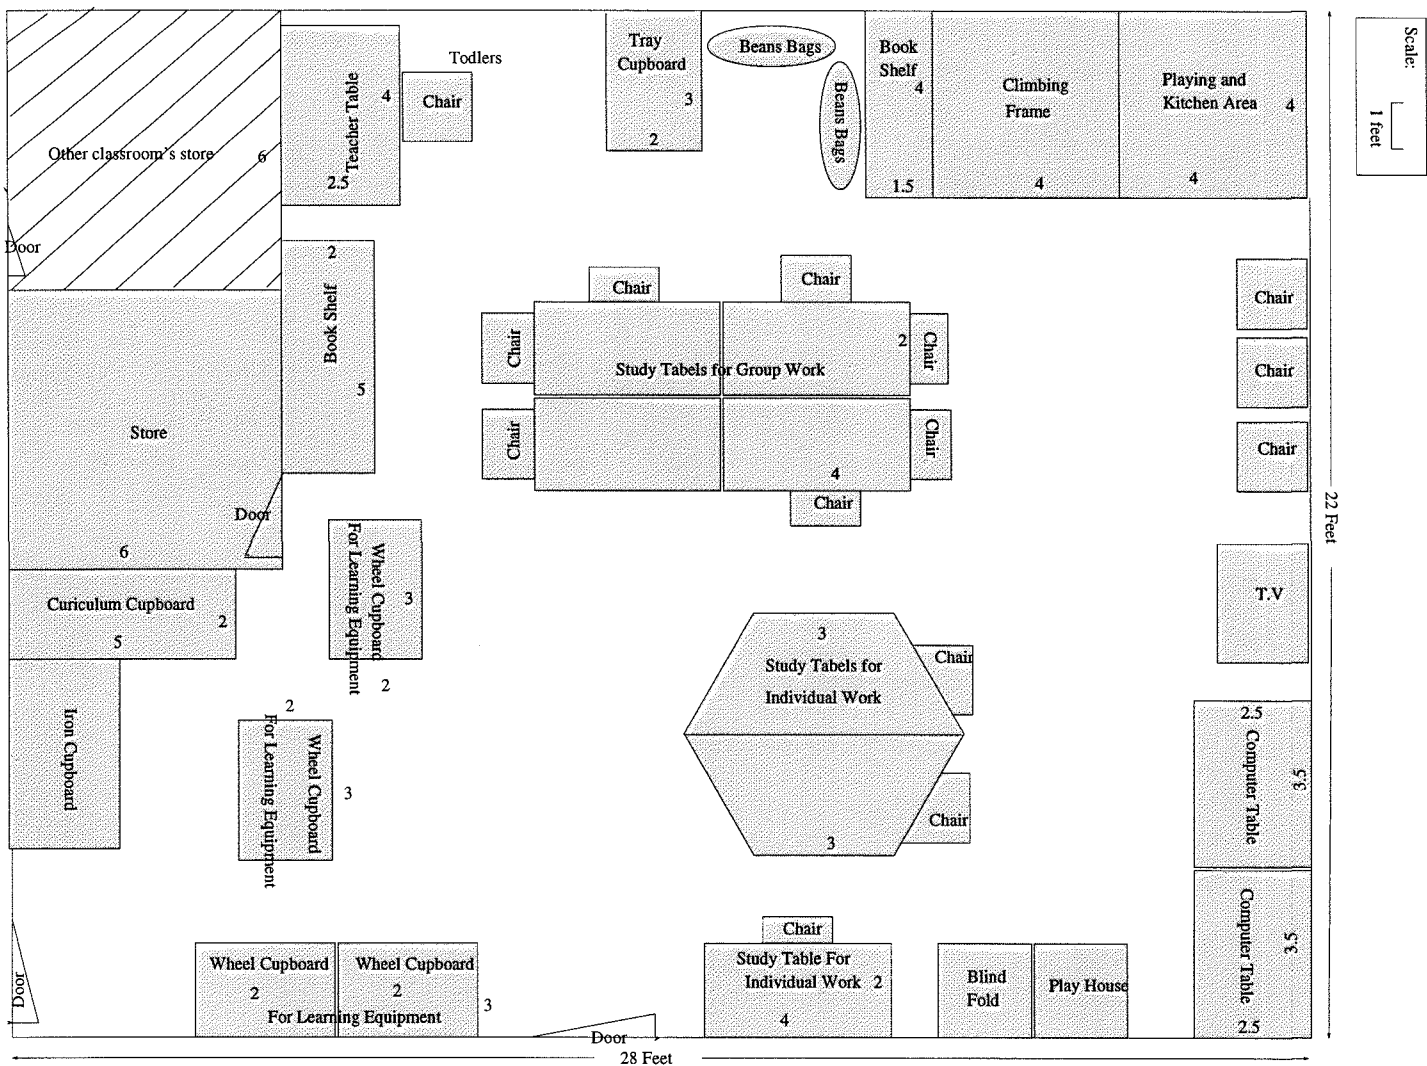 Scale:
1 feet
Other classroom's store
6
Door
Teacher Table
4
2.5
Todlers
Chair
Tray
Cupboard
3
2
Beans Bags
Beans Bags
Book
Shelf
4
1.5
Climbing
Frame
4
Playing and
Kitchen Area
4
4
2
Book Shelf
5
Store
Door
6
Chair
Chair
Chair
Chair
Chair
Chair
Chair
Study Tabels for Group Work
2
4
Chair
Chair
Chair
Chair
22 Feet
T.V
Curiculum Cupboard
2
5
Wheel Cupboard
For Learning Equipment
3
2
Iron Cupboard
2
Wheel Cupboard
For Learning Equipment
3
3
Study Tabels for
Individual Work
3
Chair
Chair
2.5
Computer Table
3.5
Computer Table
3.5
2.5
Door
Wheel Cupboard
2
Wheel Cupboard
2
For Learning Equipment
3
Door
Chair
Study Table For
Individual Work
2
4
Blind
Fold
Play House
28 Feet